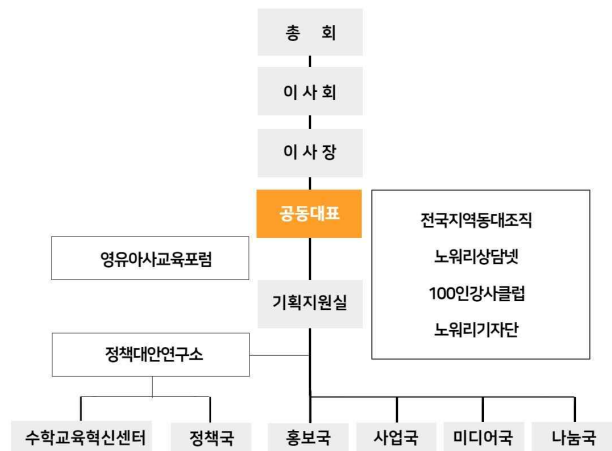 총 회
이 사 회
이 사 장
공동대표
전국지역동대조직
노워리상담넷
100인강사클럽
노워리기자단
영유아사교육포럼
기획지원실
정책대안연구소
수학교육혁신센터
정책국
홍보국
사업국
미디어국
나눔국